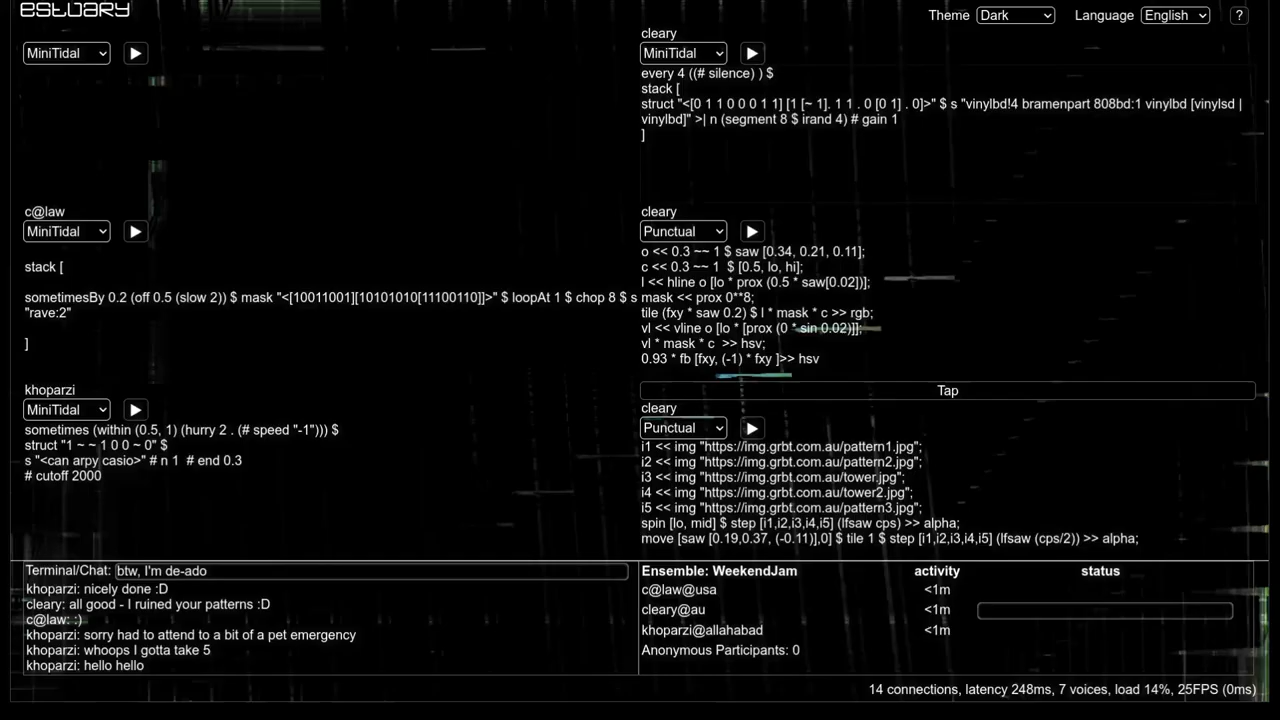 estuary
Theme Dark Language English ?
MiniTidal
c@law
MiniTidal
stack [
sometimesBy 0.2 (off 0.5 (slow 2)) $ mask "<[10011001][10101010[11100110]]>" $ loopAt 1 $ chop 8 $ s
"rave:2"
]
khoparzi
MiniTidal
sometimes (within (0.5, 1) (hurry 2 . (# speed "-1"))) $
struct "1 ~ ~ 1 0 0 ~ 0" $
s "<can arpy casio>" # n 1 # end 0.3
# cutoff 2000
cleary
MiniTidal
every 4 ((# silence) ) $
stack [
struct "<[0 1 1 0 0 0 1 1] [1 [~ 1]. 1 1 . 0 [0 1] . 0]>" $ s "vinylbd!4 bramenpart 808bd:1 vinylbd [vinylsd |
vinylbd]" >| n (segment 8 $ irand 4) # gain 1
]
cleary
Punctual
o << 0.3 ~~ 1 $ saw [0.34, 0.21, 0.11];
c << 0.3 ~~ 1 $ [0.5, lo, hi];
l << hline o [lo * prox (0.5 * saw[0.02])];
mask << prox 0**8;
tile (fxy * saw 0.2) $ l * mask * c >> rgb;
vl << vline o [lo * [prox (0 * sin 0.02)]];
vl * mask * c >> hsv;
0.93 * fb [fxy, (-1) * fxy ]>> hsv
Tap
cleary
Punctual
i1 << img "https://img.grbt.com.au/pattern1.jpg";
i2 << img "https://img.grbt.com.au/pattern2.jpg";
i3 << img "https://img.grbt.com.au/tower.jpg";
i4 << img "https://img.grbt.com.au/tower2.jpg";
i5 << img "https://img.grbt.com.au/pattern3.jpg";
spin [lo, mid] $ step [i1,i2,i3,i4,i5] (lfsaw cps) >> alpha;
move [saw [0.19,0.37, (-0.11)],0] $ tile 1 $ step [i1,i2,i3,i4,i5] (lfsaw (cps/2)) >> alpha;
Terminal/Chat: btw, I'm de-ado
khoparzi: nicely done :D
cleary: all good - I ruined your patterns :D
c@law: :)
khoparzi: sorry had to attend to a bit of a pet emergency
khoparzi: whoops I gotta take 5
khoparzi: hello hello
Ensemble: WeekendJam activity status
c@law@usa <1m
cleary@au <1m
khoparzi@allahabad <1m
Anonymous Participants: 0
14 connections, latency 248ms, 7 voices, load 14%, 25FPS (0ms)